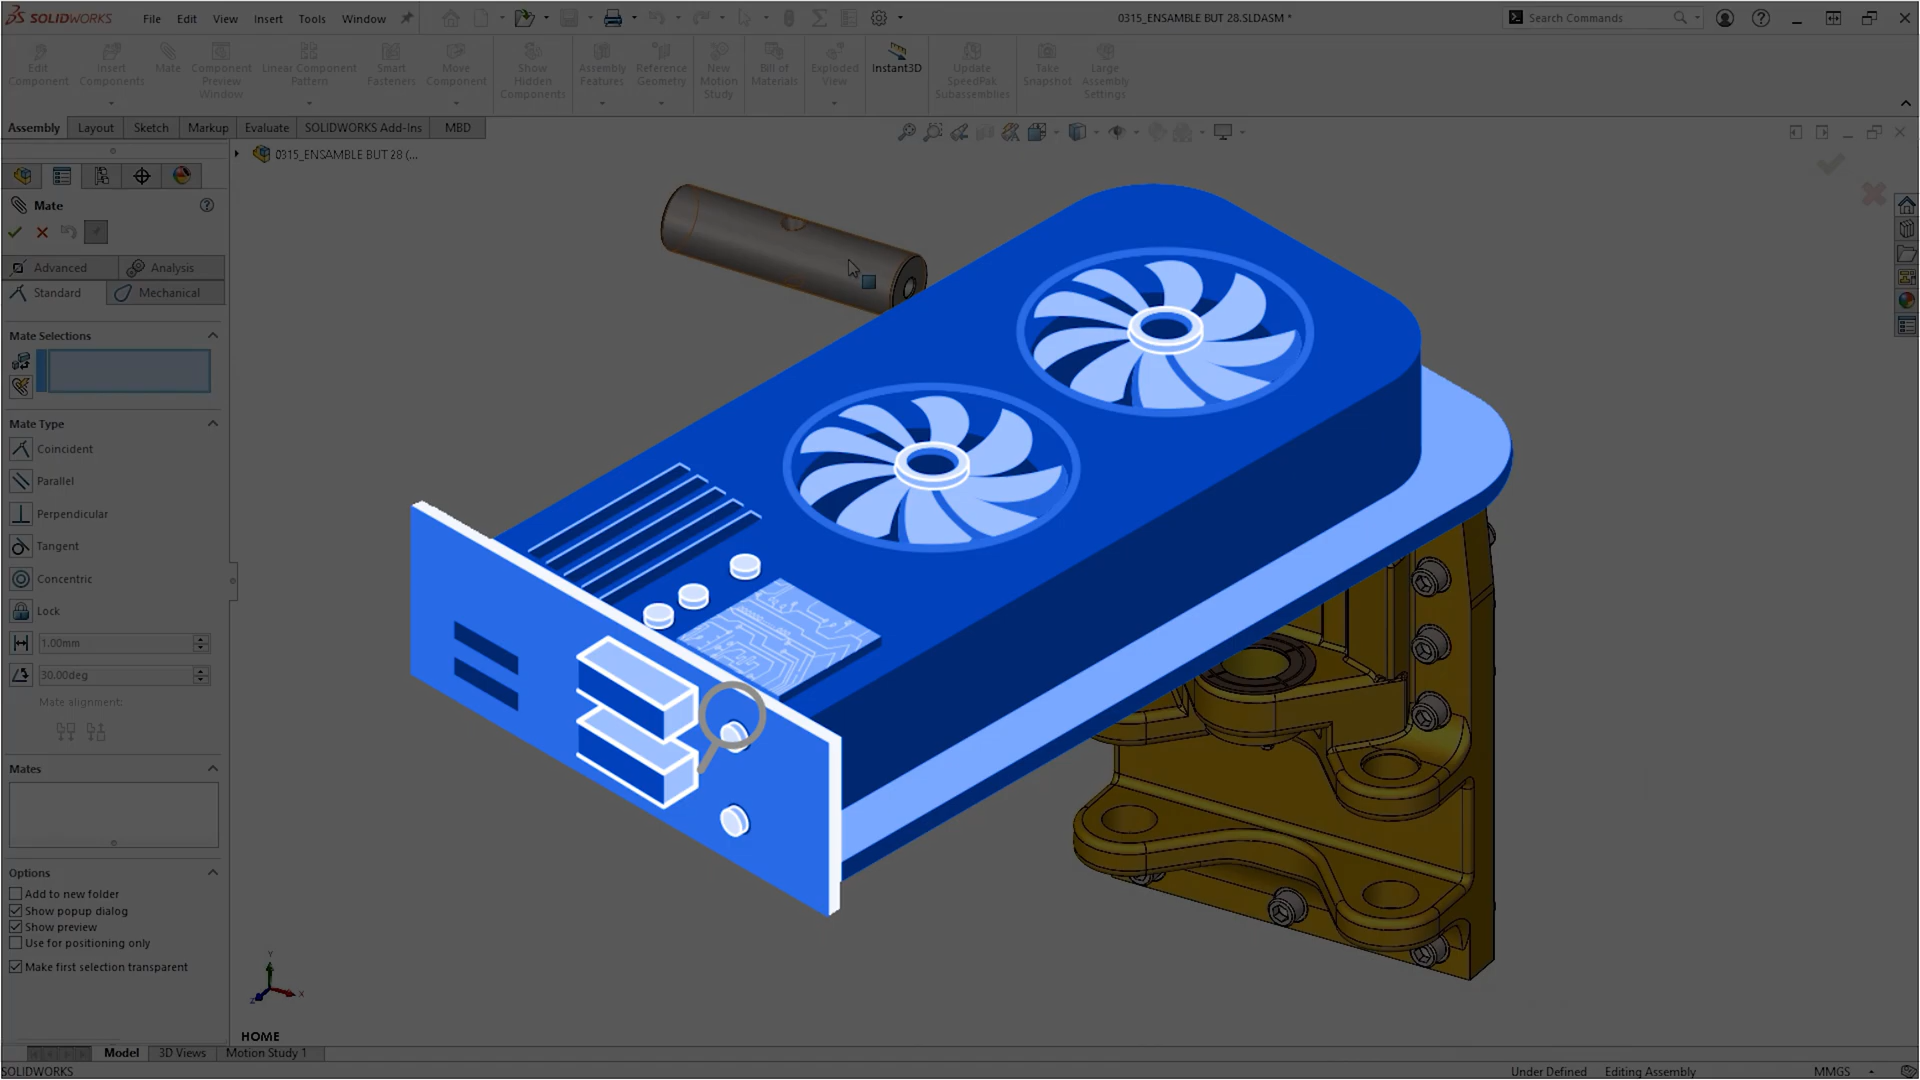 SOLIDWORKS File Edit View Insert Tools Window 0315_ENSAMBLE BUT 28.SLDASM * Search Commands
Edit Component
Insert Components
Mate
Component Preview Window
Linear Component Pattern
Smart Fasteners
Move Component
Show Hidden Components
Assembly Features
Reference Geometry
New Motion Study
Bill of Materials
Exploded View
Instant3D
Update SpeedPak Subassemblies
Take Snapshot
Large Assembly Settings
Assembly Layout Sketch Markup Evaluate SOLIDWORKS Add-Ins MBD
0315_ENSAMBLE BUT 28 (...
Mate
Advanced Analysis
Standard Mechanical
Mate Selections
Mate Type
Coincident
Parallel
Perpendicular
Tangent
Concentric
Lock
1.00mm
30.00deg
Mate alignment:
Mates
Options
Add to new folder
Show popup dialog
Show preview
Use for positioning only
Make first selection transparent
Y
X
Z
HOME
Model 3D Views Motion Study 1
SOLIDWORKS Under Defined Editing Assembly MMGS